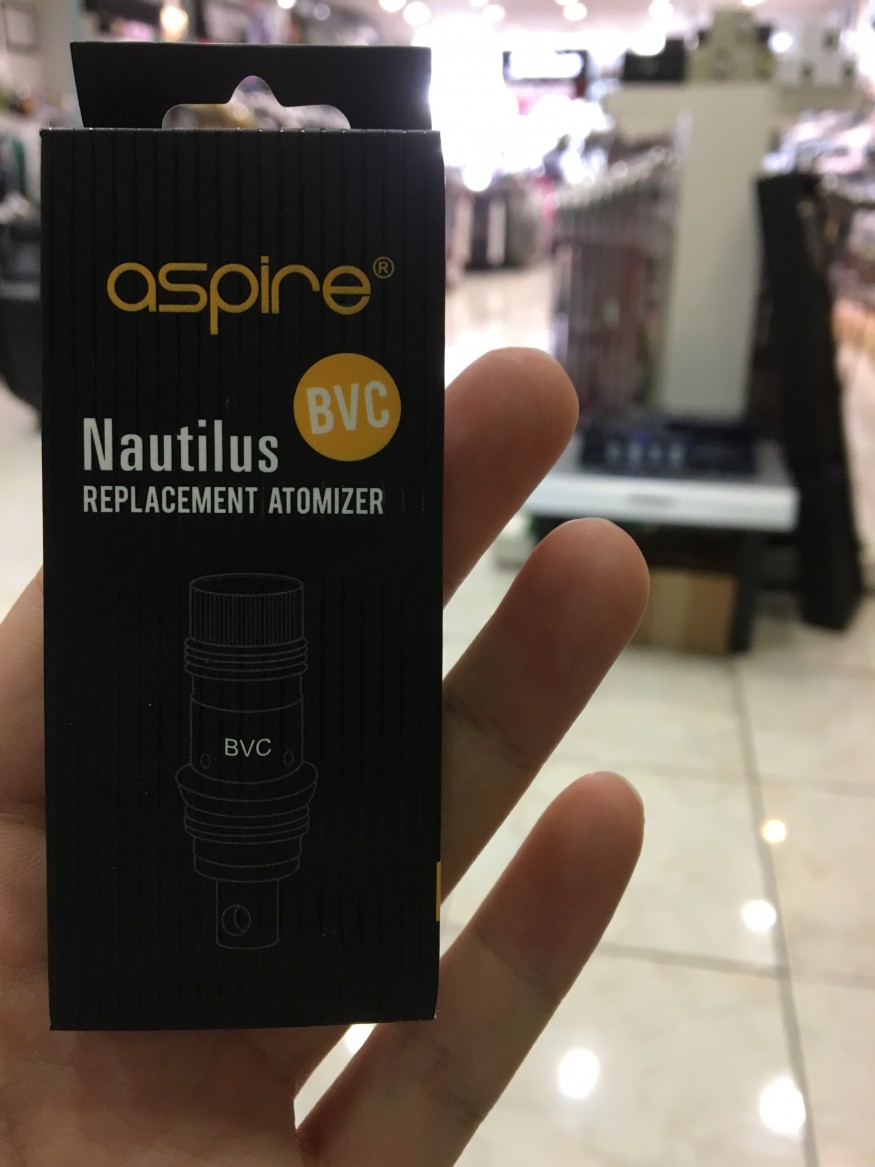 aspire®
BVC
Nautilus
REPLACEMENT ATOMIZER
BVC